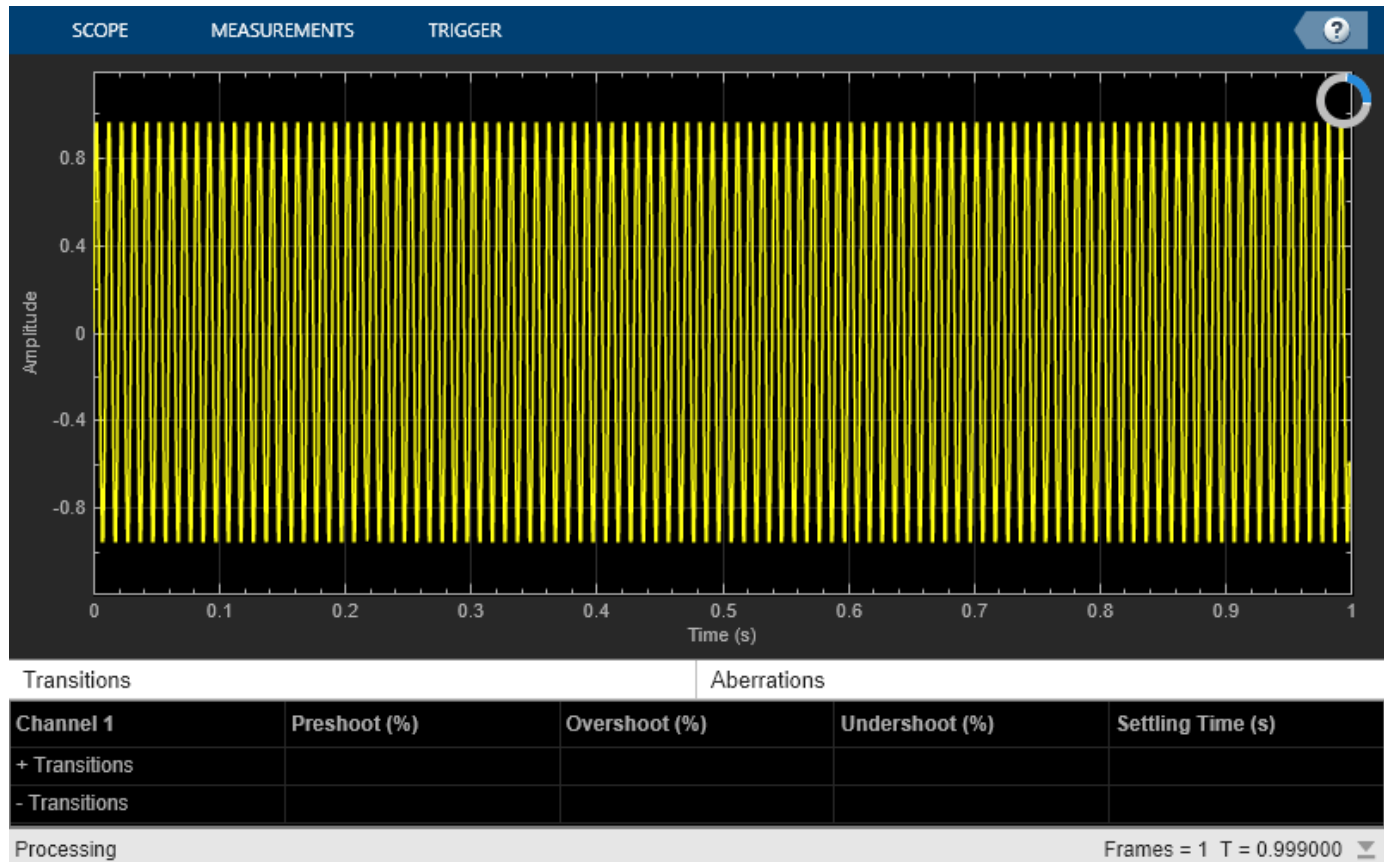 SCOPE MEASUREMENTS TRIGGER ?
0.8
0.4
Amplitude
0
-0.4
-0.8
0 0.1 0.2 0.3 0.4 0.5 0.6 0.7 0.8 0.9 1
Time (s)
Transitions Aberrations
Channel 1 Preshoot (%) Overshoot (%) Undershoot (%) Settling Time (s)
+ Transitions
- Transitions
Processing Frames = 1 T = 0.999000